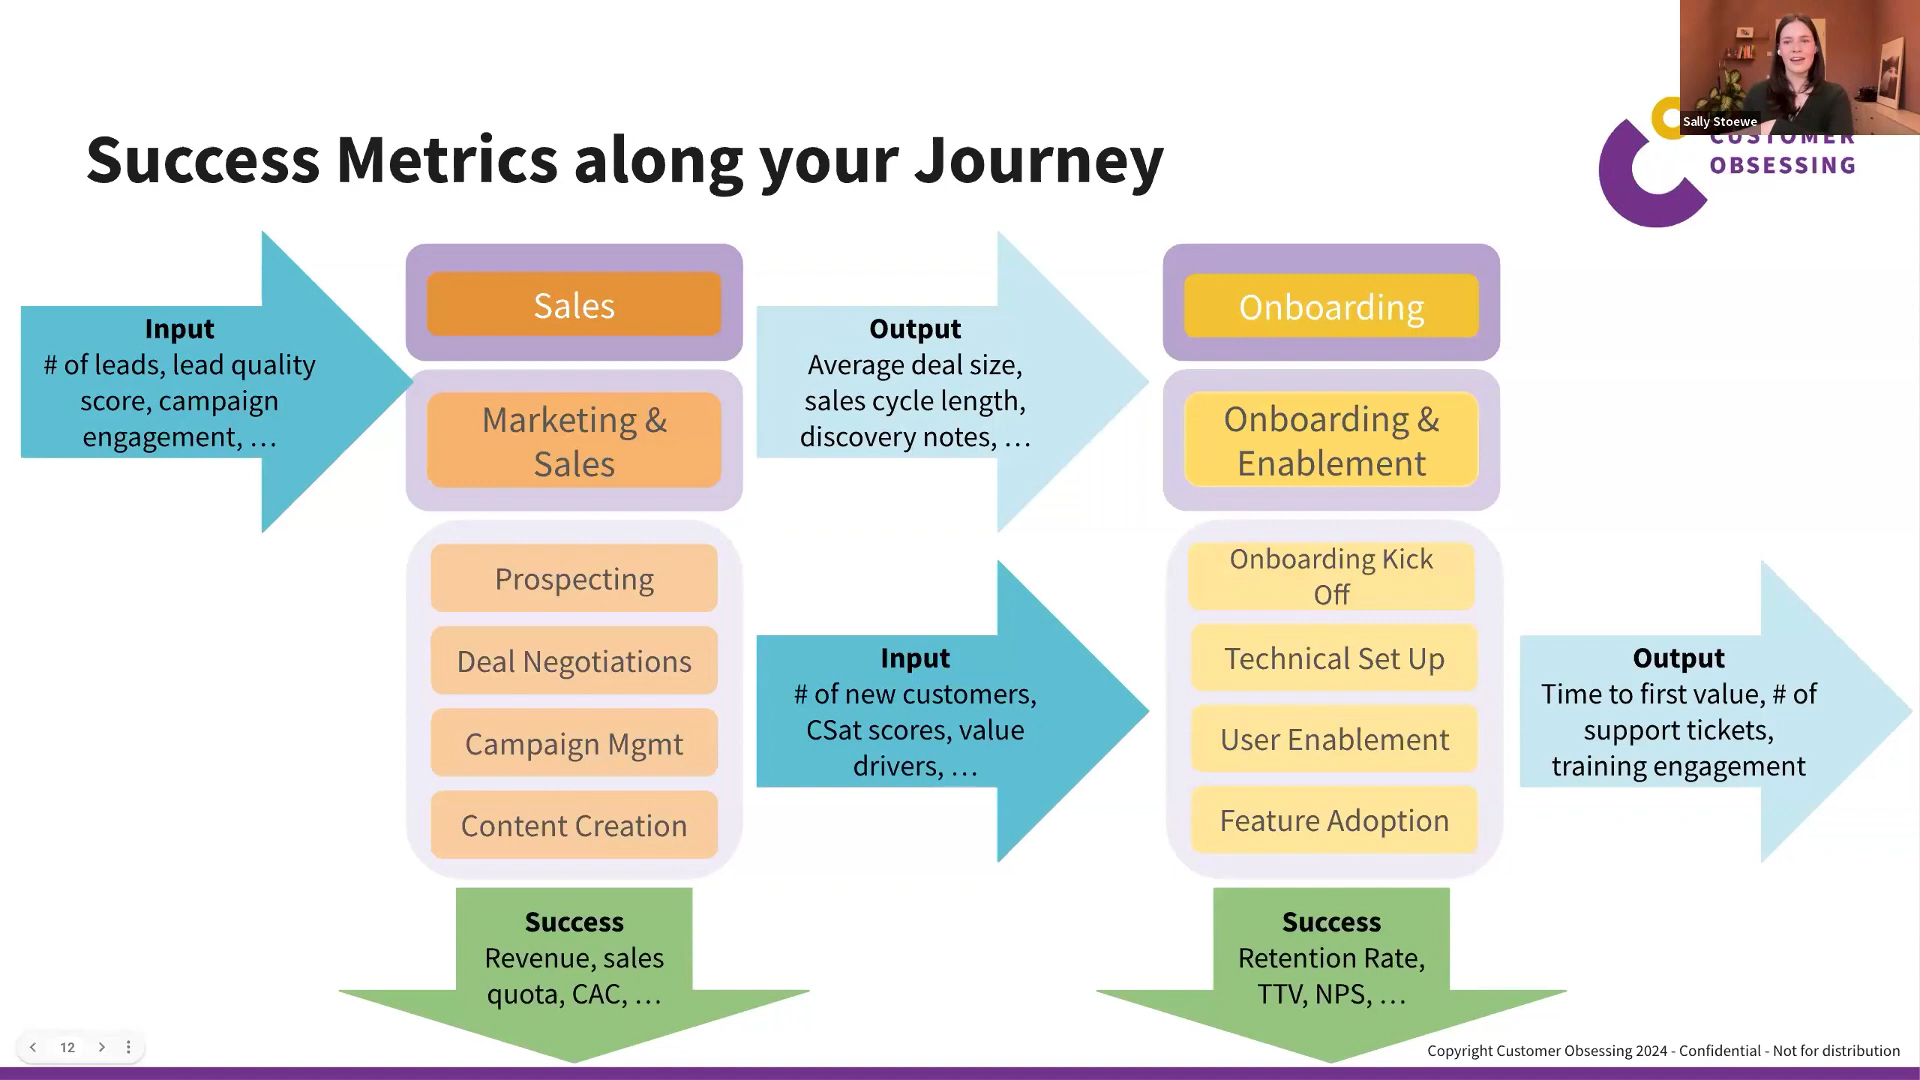 Sally Stoewe
CUSTOMER
OBSESSING
Success Metrics along your Journey
Input
# of leads, lead quality
score, campaign
engagement, …
Sales
Marketing &
Sales
Prospecting
Deal Negotiations
Campaign Mgmt
Content Creation
Success
Revenue, sales
quota, CAC, …
Output
Average deal size,
sales cycle length,
discovery notes, …
Input
# of new customers,
CSat scores, value
drivers, …
Onboarding
Onboarding &
Enablement
Onboarding Kick
Off
Technical Set Up
User Enablement
Feature Adoption
Success
Retention Rate,
TTV, NPS, …
Output
Time to first value, # of
support tickets,
training engagement
12
Copyright Customer Obsessing 2024 - Confidential - Not for distribution